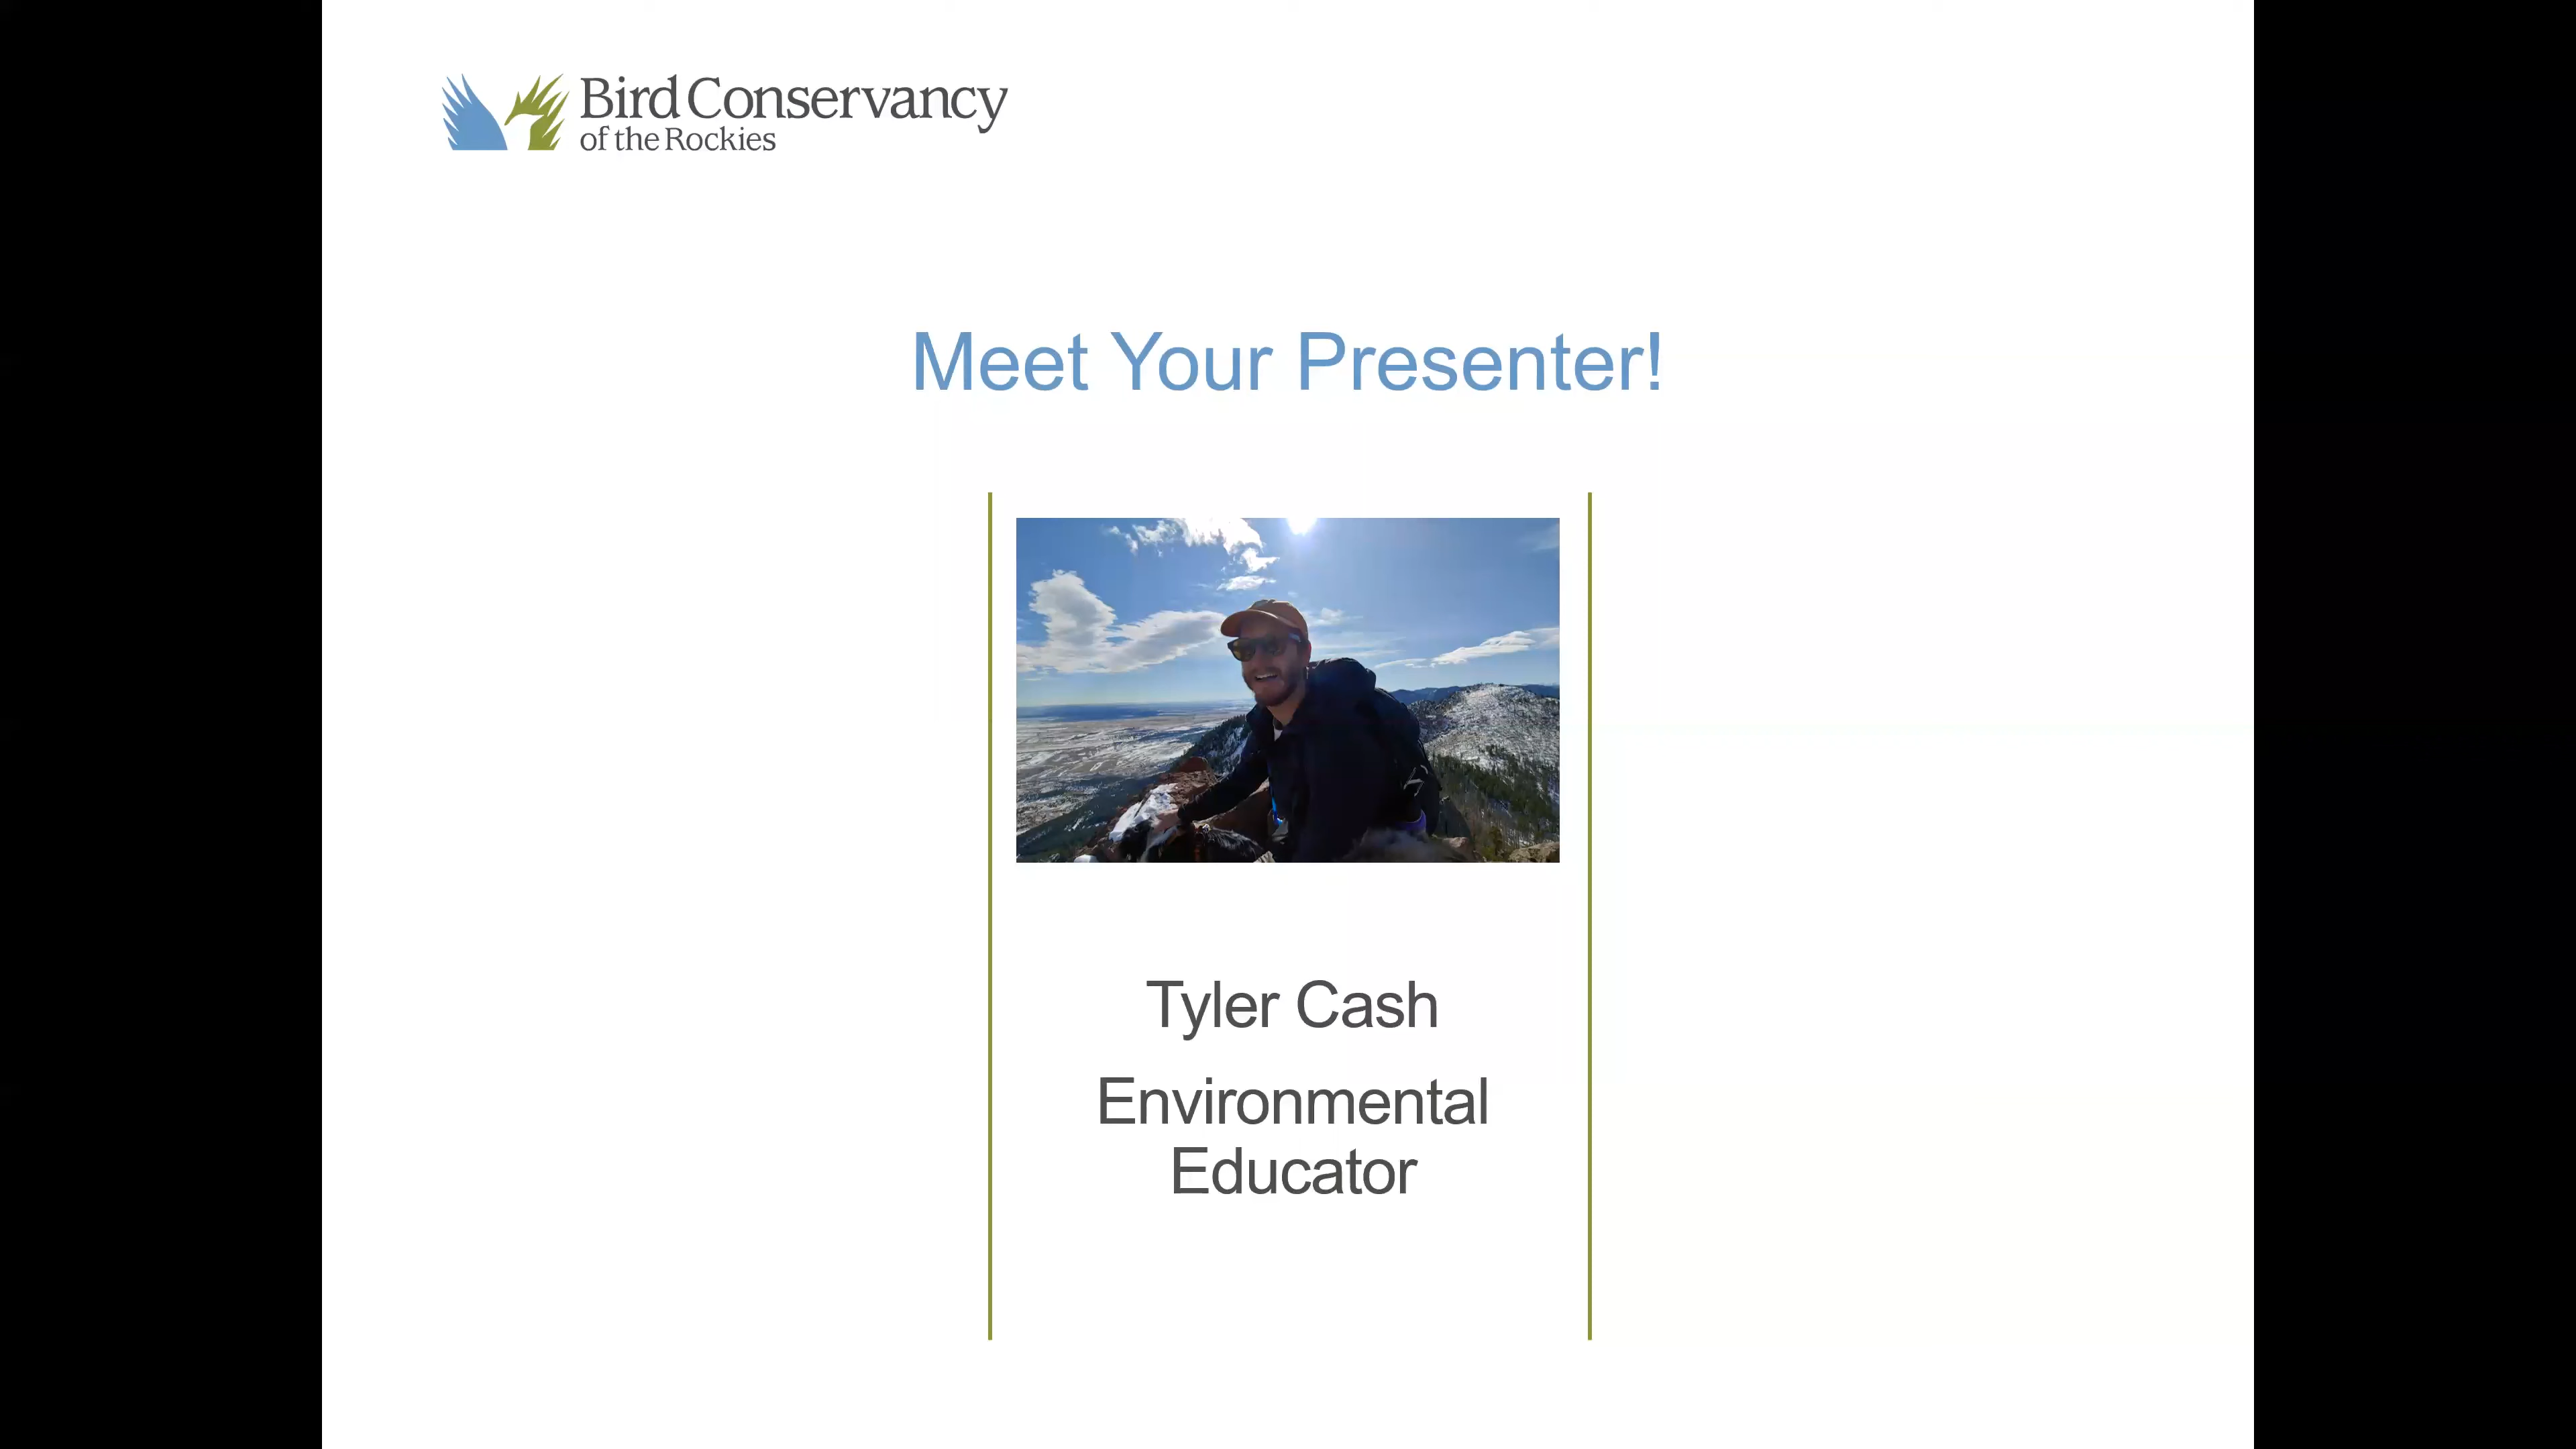 Bird Conservancy
of the Rockies
Meet Your Presenter!
Tyler Cash
Environmental
Educator